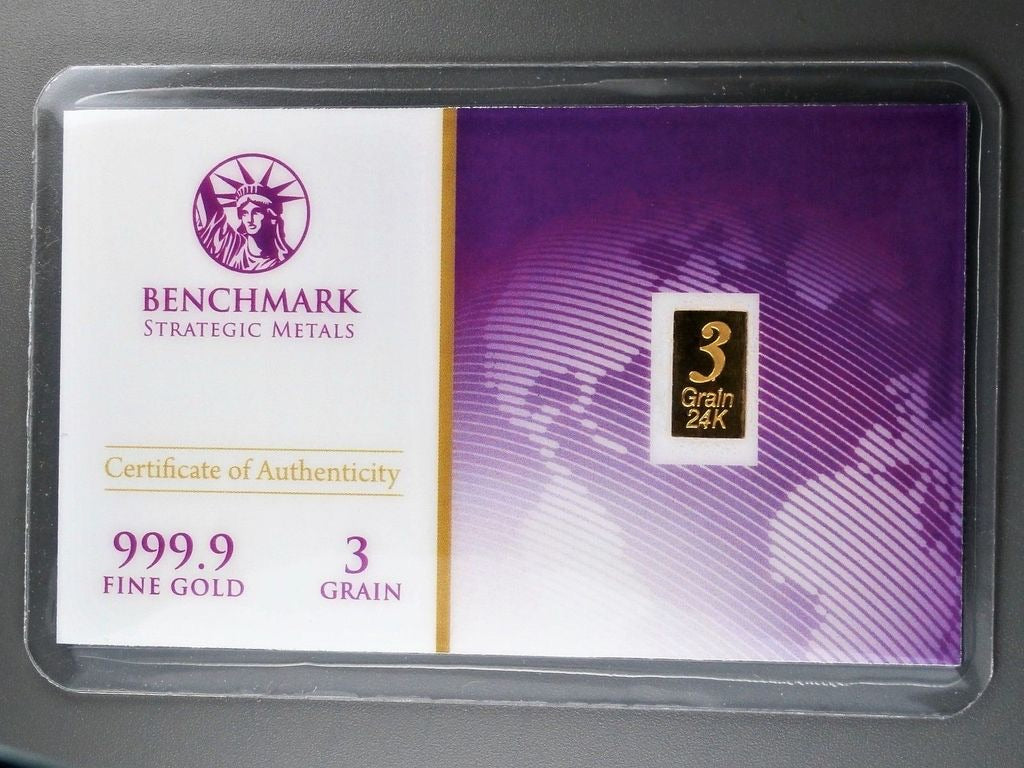 BENCHMARK
STRATEGIC METALS
Certificate of Authenticity
999.9
FINE GOLD
3
GRAIN
3
Grain
24K